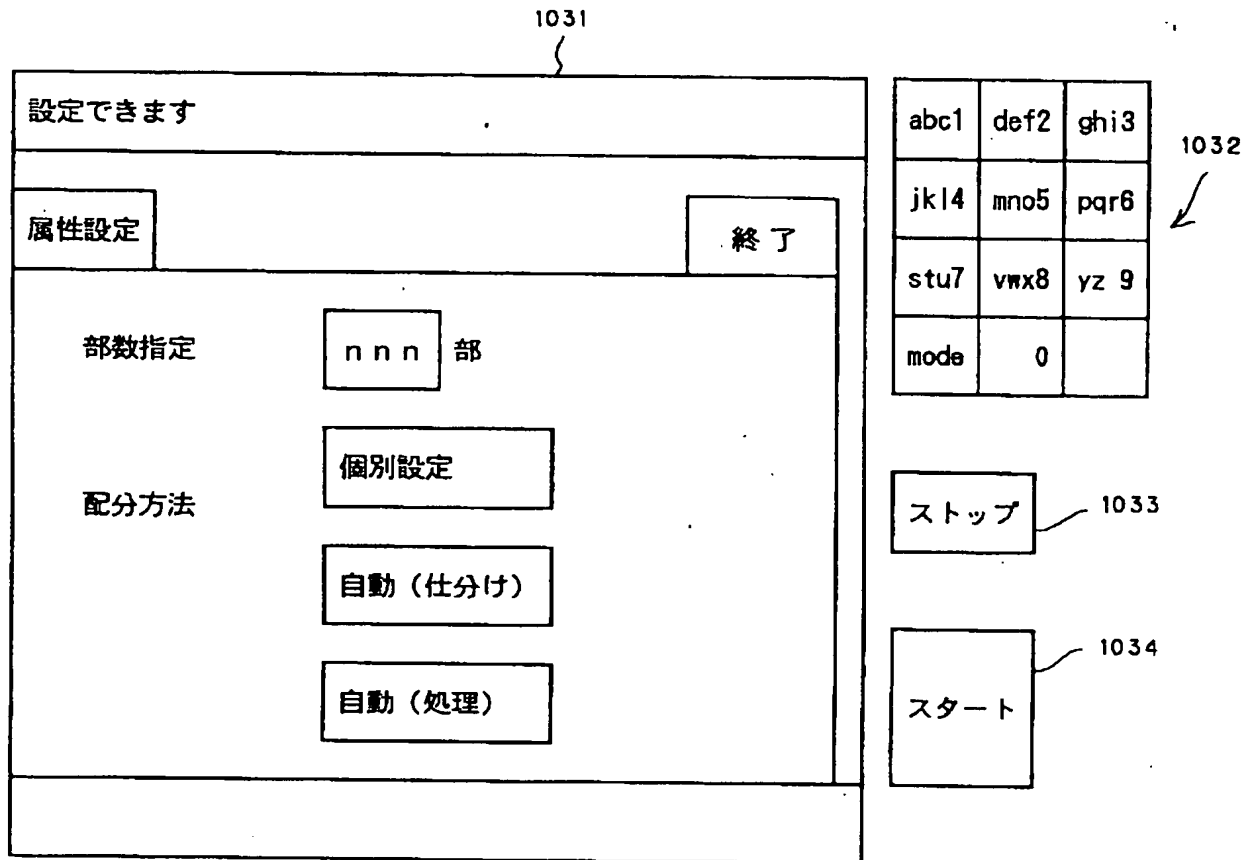 1031
設定できます
属性設定
終了
部数指定
nnn 部
配分方法
個別設定
自動（仕分け）
自動（処理）
abc1 def2 ghi3
jkl4 mno5 pqr6
stu7 vwx8 yz 9
mode 0
1032
ストップ
1033
スタート
1034